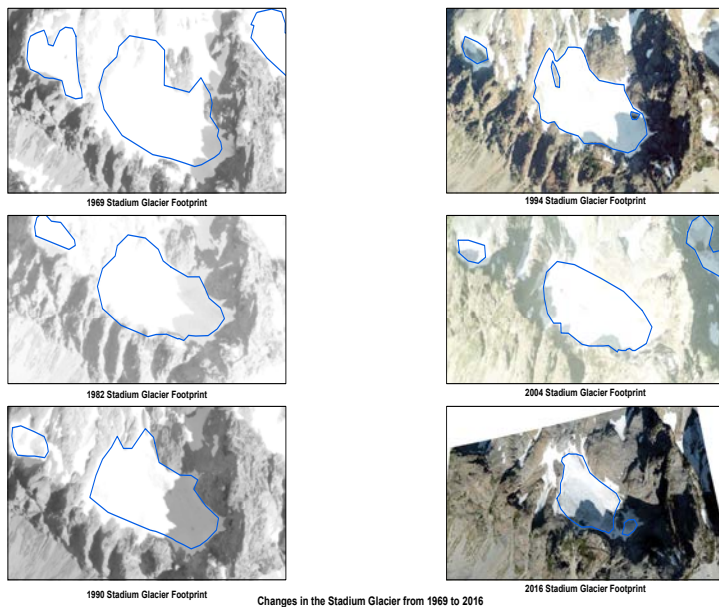 1969 Stadium Glacier Footprint
1994 Stadium Glacier Footprint
1982 Stadium Glacier Footprint
2004 Stadium Glacier Footprint
1990 Stadium Glacier Footprint
2016 Stadium Glacier Footprint
Changes in the Stadium Glacier from 1969 to 2016